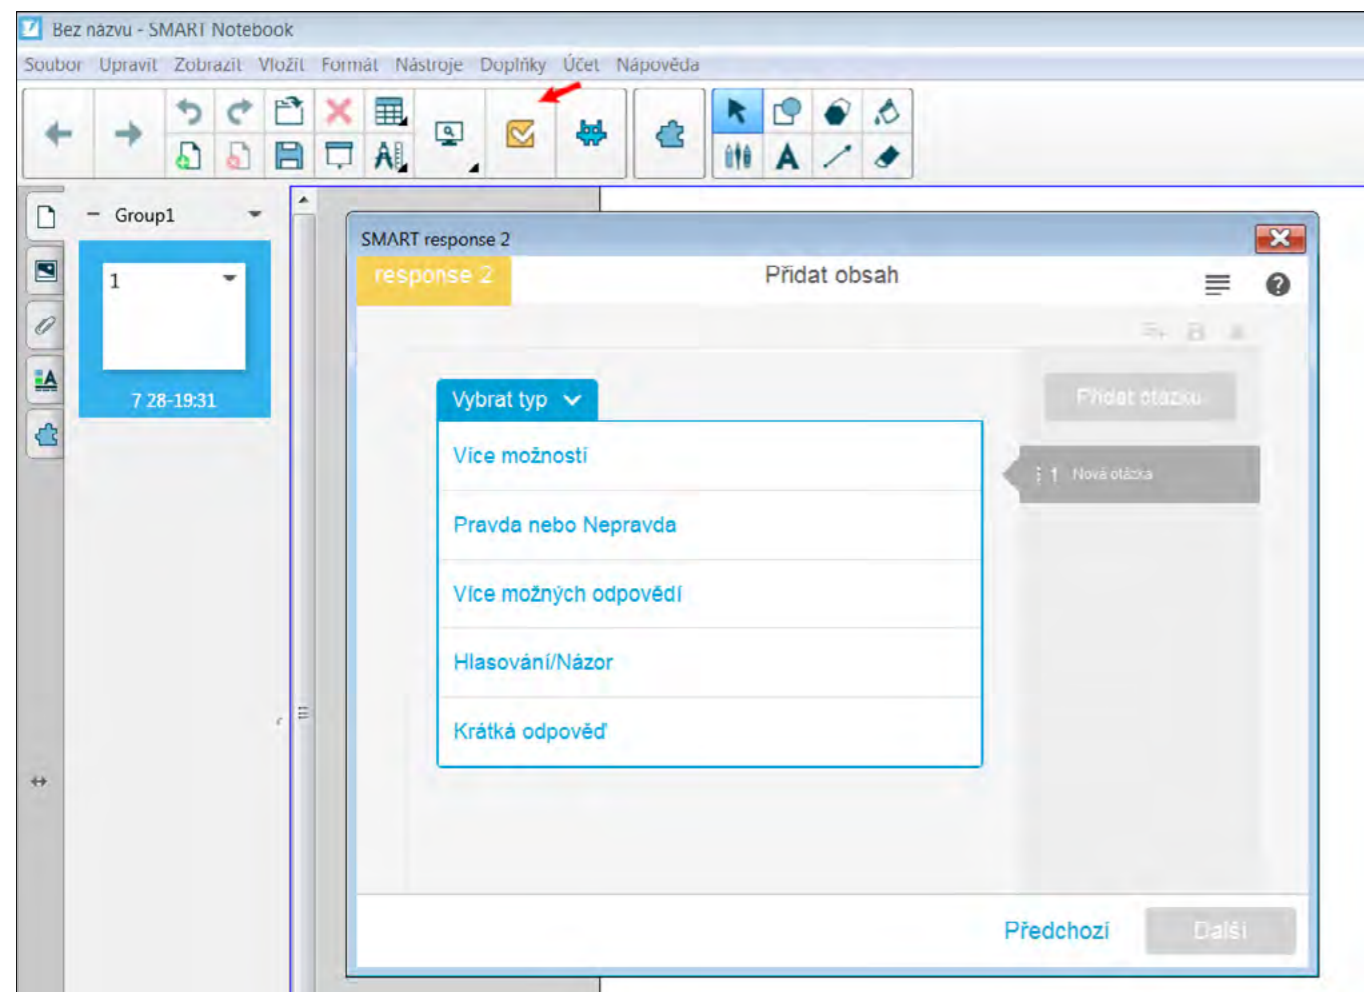 Bez názvu - SMART Notebook
Soubor Upravit Zobrazit Vložit Formát Nástroje Doplňky Účet Nápověda
Group1
1
7 28-19:31
SMART response 2
response 2
Přidat obsah
Vybrat typ
Přidat otázku
Více možností
1 Nová otázka
Pravda nebo Nepravda
Více možných odpovědí
Hlasování/Názor
Krátká odpověď
Předchozí
Další